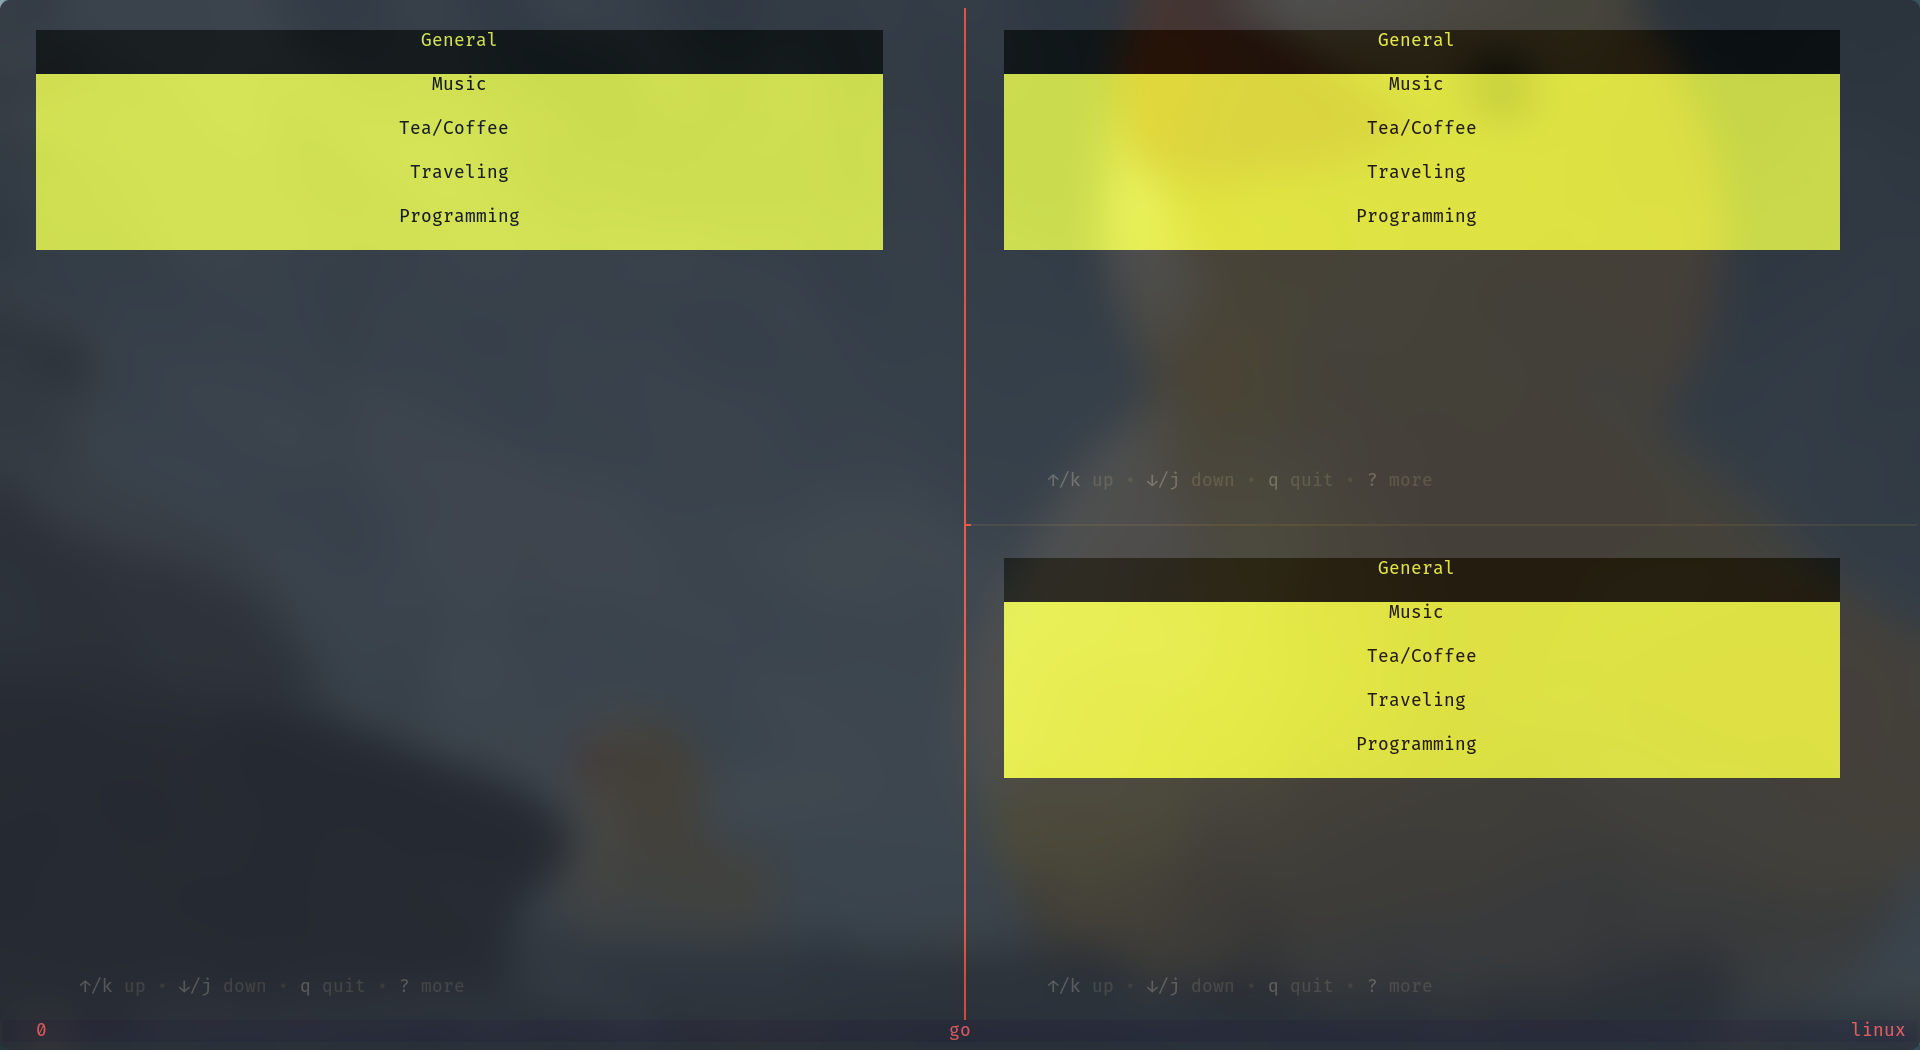 General
Music
Tea/Coffee
Traveling
Programming
↑/k up • ↓/j down • q quit • ? more
General
Music
Tea/Coffee
Traveling
Programming
↑/k up • ↓/j down • q quit • ? more
General
Music
Tea/Coffee
Traveling
Programming
↑/k up • ↓/j down • q quit • ? more
0 go linux